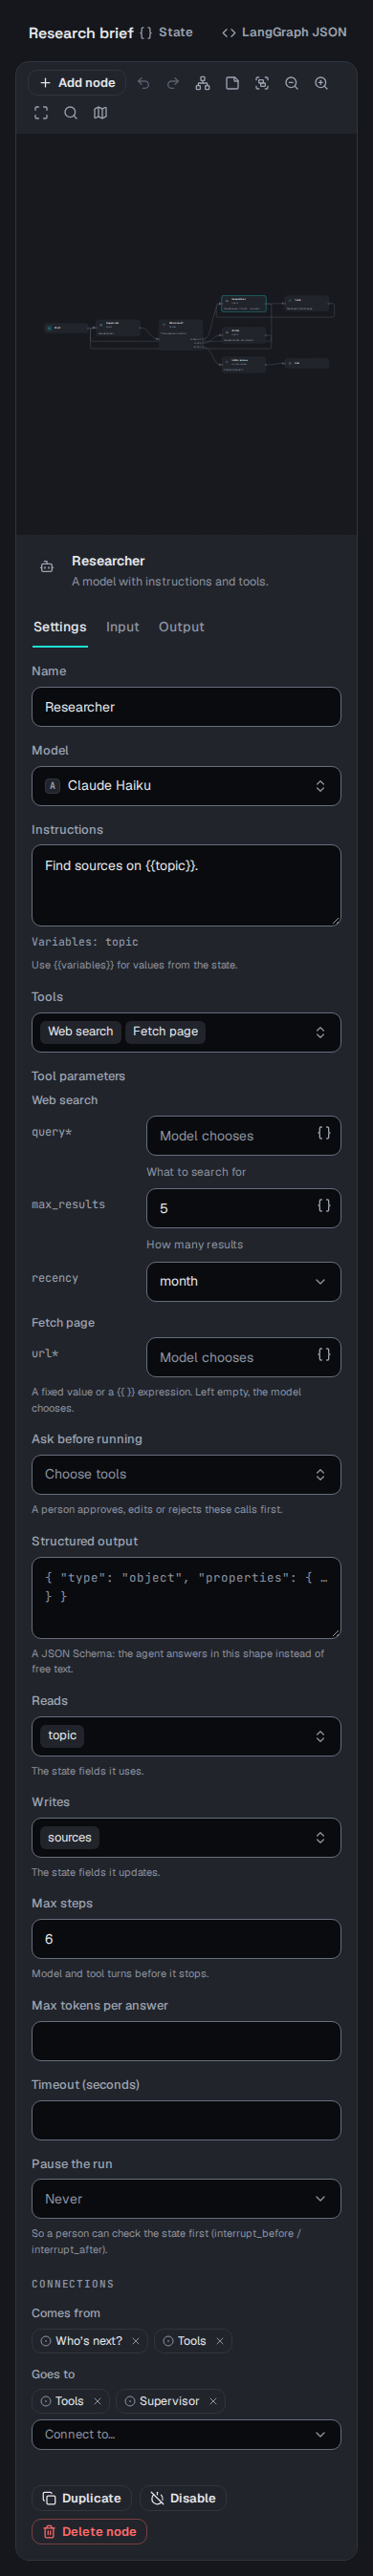 Research brief {} State <> LangGraph JSON
+ Add node
Researcher
A model with instructions and tools.
Settings Input Output
Name
Researcher
Model
A Claude Haiku
Instructions
Find sources on {{topic}}.
Variables: topic
Use {{variables}} for values from the state.
Tools
Web search Fetch page
Tool parameters
Web search
query* Model chooses {}
What to search for
max_results 5 {}
How many results
recency month
Fetch page
url* Model chooses {}
A fixed value or a {{ }} expression. Left empty, the model
chooses.
Ask before running
Choose tools
A person approves, edits or rejects these calls first.
Structured output
{ "type": "object", "properties": { …
} }
A JSON Schema: the agent answers in this shape instead of
free text.
Reads
topic
The state fields it uses.
Writes
sources
The state fields it updates.
Max steps
6
Model and tool turns before it stops.
Max tokens per answer
Timeout (seconds)
Pause the run
Never
So a person can check the state first (interrupt_before /
interrupt_after).
CONNECTIONS
Comes from
Who's next? × Tools ×
Goes to
Tools × Supervisor ×
Connect to…
Duplicate Disable
Delete node